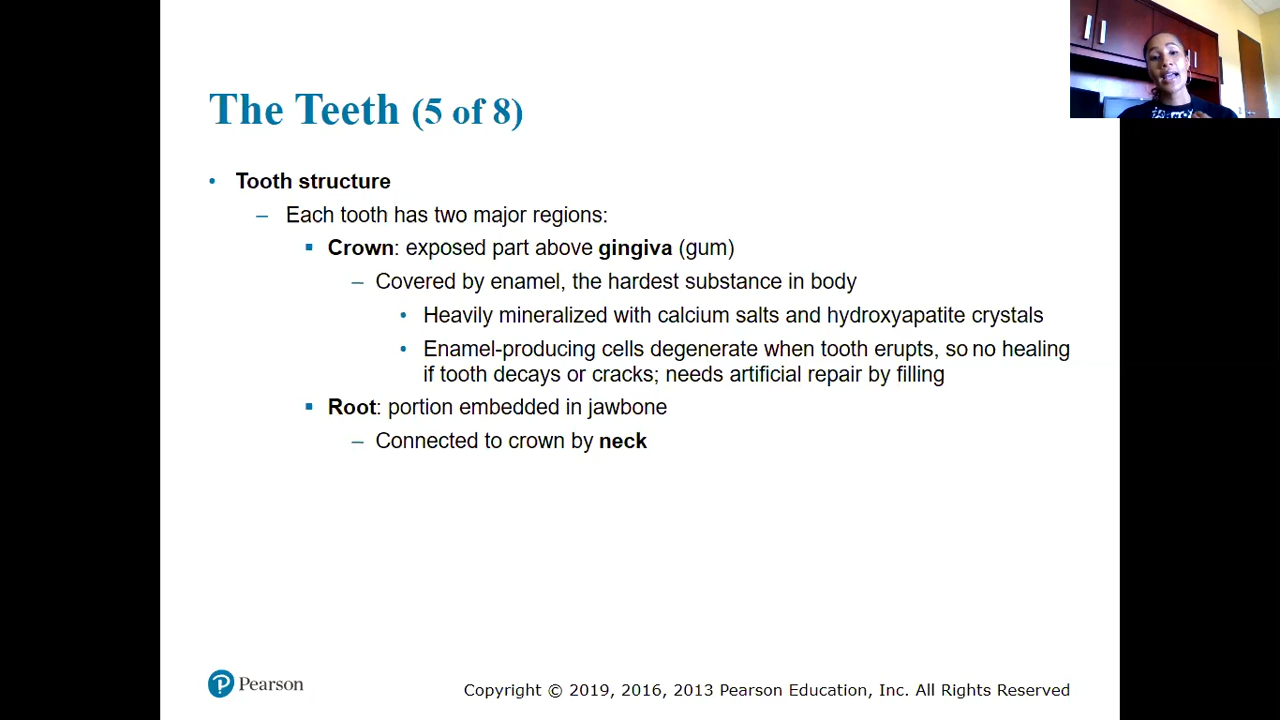 The Teeth (5 of 8)
• Tooth structure
– Each tooth has two major regions:
▪ Crown: exposed part above gingiva (gum)
– Covered by enamel, the hardest substance in body
• Heavily mineralized with calcium salts and hydroxyapatite crystals
• Enamel-producing cells degenerate when tooth erupts, so no healing
if tooth decays or cracks; needs artificial repair by filling
▪ Root: portion embedded in jawbone
– Connected to crown by neck
Pearson
Copyright © 2019, 2016, 2013 Pearson Education, Inc. All Rights Reserved